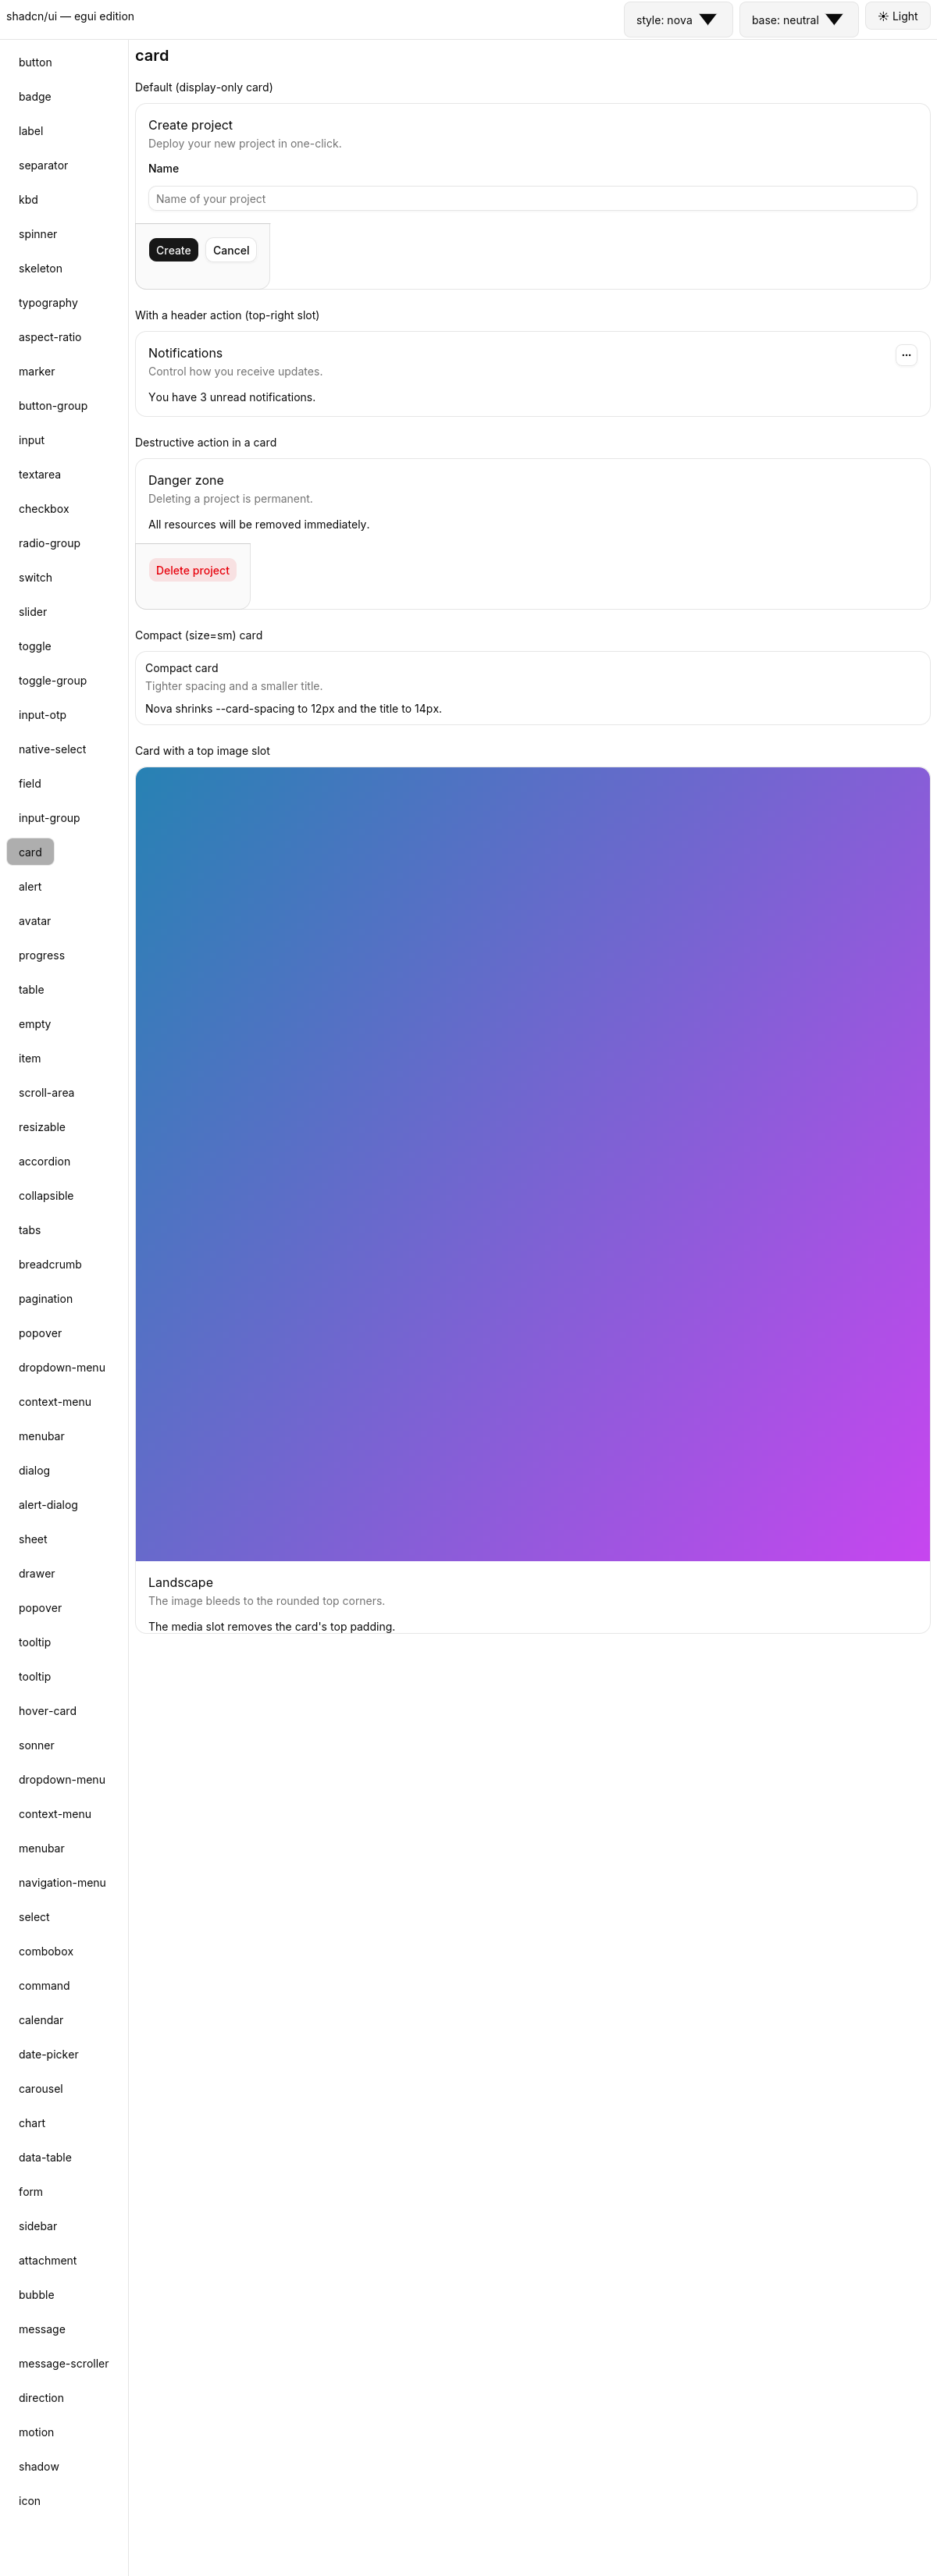 shadcn/ui — egui edition
style: nova
base: neutral
☀ Light
button
badge
label
separator
kbd
spinner
skeleton
typography
aspect-ratio
marker
button-group
input
textarea
checkbox
radio-group
switch
slider
toggle
toggle-group
input-otp
native-select
field
input-group
card
alert
avatar
progress
table
empty
item
scroll-area
resizable
accordion
collapsible
tabs
breadcrumb
pagination
popover
dropdown-menu
context-menu
menubar
dialog
alert-dialog
sheet
drawer
popover
tooltip
tooltip
hover-card
sonner
dropdown-menu
context-menu
menubar
navigation-menu
select
combobox
command
calendar
date-picker
carousel
chart
data-table
form
sidebar
attachment
bubble
message
message-scroller
direction
motion
shadow
icon
card
Default (display-only card)
Create project
Deploy your new project in one-click.
Name
Name of your project
Create
Cancel
With a header action (top-right slot)
Notifications
Control how you receive updates.
You have 3 unread notifications.
Destructive action in a card
Danger zone
Deleting a project is permanent.
All resources will be removed immediately.
Delete project
Compact (size=sm) card
Compact card
Tighter spacing and a smaller title.
Nova shrinks --card-spacing to 12px and the title to 14px.
Card with a top image slot
Landscape
The image bleeds to the rounded top corners.
The media slot removes the card's top padding.